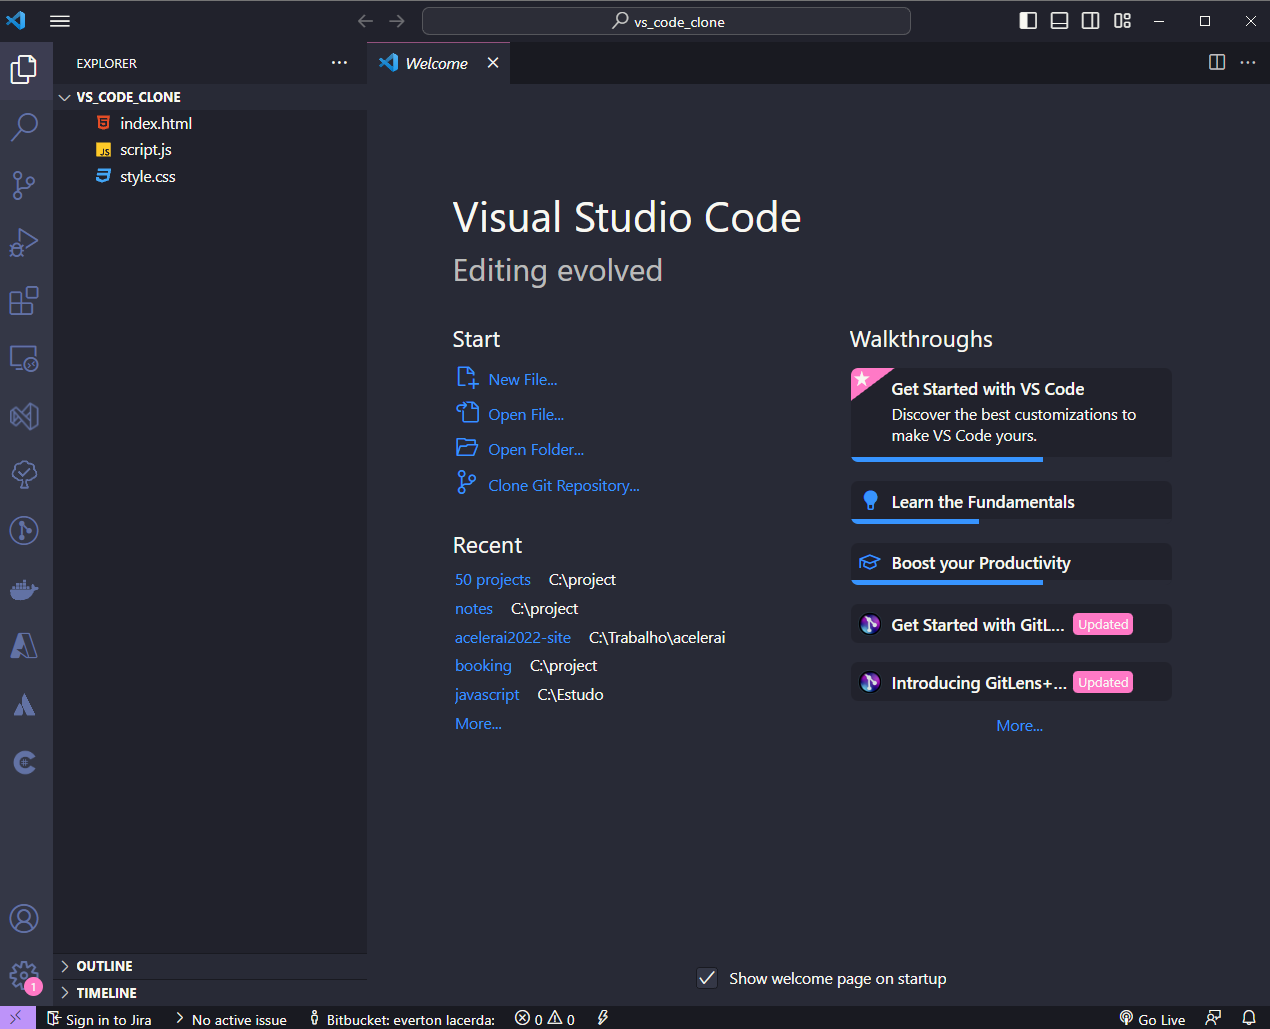 vs_code_clone
EXPLORER
Welcome
VS_CODE_CLONE
index.html
script.js
style.css
Visual Studio Code
Editing evolved
Start
New File...
Open File...
Open Folder...
Clone Git Repository...
Recent
50 projects C:\project
notes C:\project
acelerai2022-site C:\Trabalho\acelerai
booking C:\project
javascript C:\Estudo
More...
Walkthroughs
Get Started with VS Code
Discover the best customizations to
make VS Code yours.
Learn the Fundamentals
Boost your Productivity
Get Started with GitL... Updated
Introducing GitLens+... Updated
More...
Show welcome page on startup
OUTLINE
TIMELINE
1
Sign in to Jira No active issue Bitbucket: everton lacerda: 0 0 Go Live